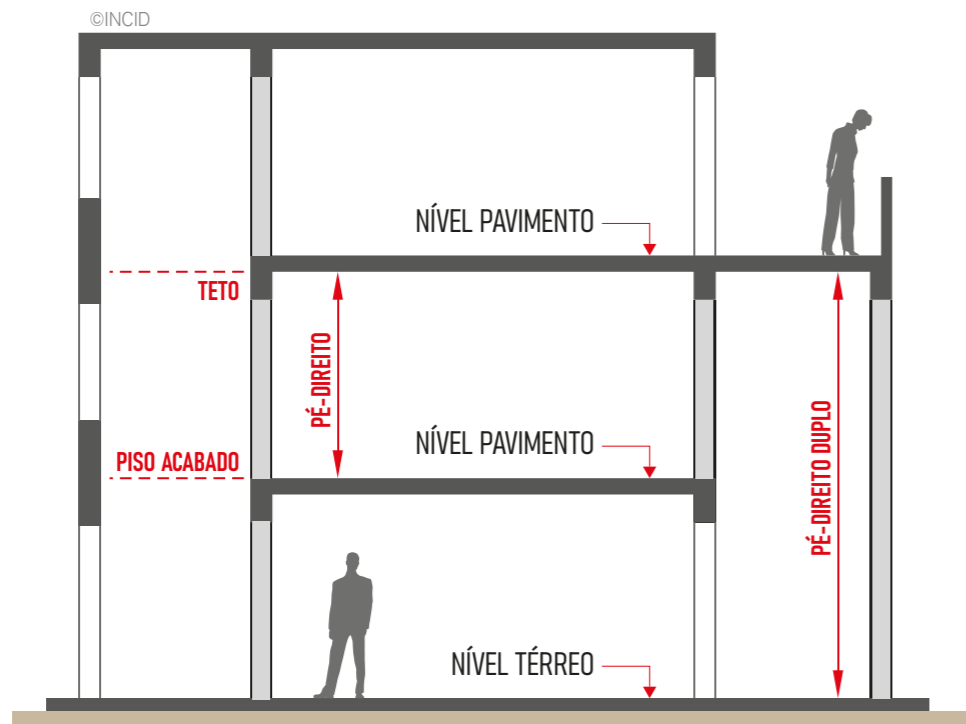 ©INCID
NÍVEL PAVIMENTO
TETO
PÉ-DIREITO
PÉ-DIREITO DUPLO
NÍVEL PAVIMENTO
PISO ACABADO
NÍVEL TÉRREO